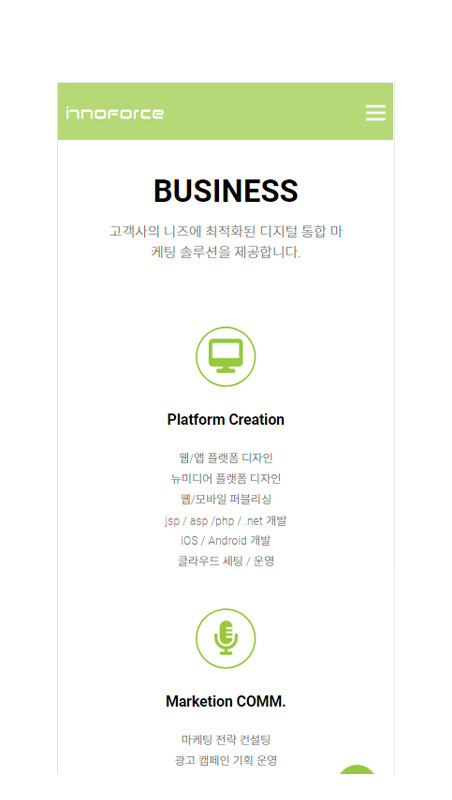 innoforce
BUSINESS
고객사의 니즈에 최적화된 디지털 통합 마
케팅 솔루션을 제공합니다.
Platform Creation
웹/앱 플랫폼 디자인
뉴미디어 플랫폼 디자인
웹/모바일 퍼블리싱
jsp / asp /php / .net 개발
iOS / Android 개발
클라우드 세팅 / 운영
Marketion COMM.
마케팅 전략 컨설팅
광고 캠페인 기획 운영